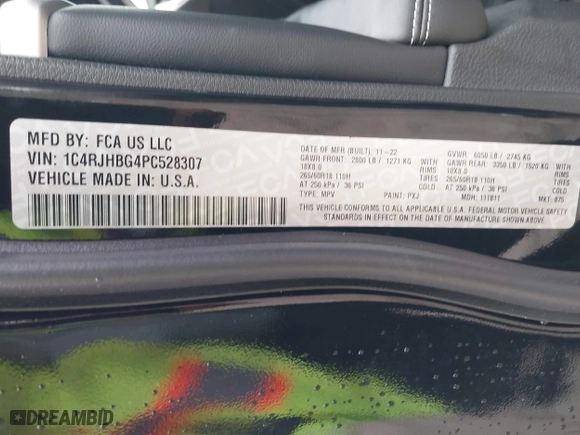 MFD BY: FCA US LLC
VIN: 1C4RJHBG4PC528307
VEHICLE MADE IN: U.S.A.
DATE OF MFR (BUILT): 11-22
GAWR FRONT: 2800 LB / 1271 KG WITH
18X8.0 RIMS
265/60R18 110H TIRES
AT 250 kPa / 36 PSI COLD
TYPE: MPV PAINT: PXJ
GVWR: 6050 LB / 2745 KG
GAWR REAR: 3350 LB / 1520 KG WITH
18X8.0 RIMS
265/60R18 110H TIRES
AT 250 kPa / 36 PSI COLD
MDH: 111811 MKT: 875
THIS VEHICLE CONFORMS TO ALL APPLICABLE U.S.A. FEDERAL MOTOR VEHICLE SAFETY
STANDARDS IN EFFECT ON THE DATE OF MANUFACTURE SHOWN ABOVE.
DREAMBID